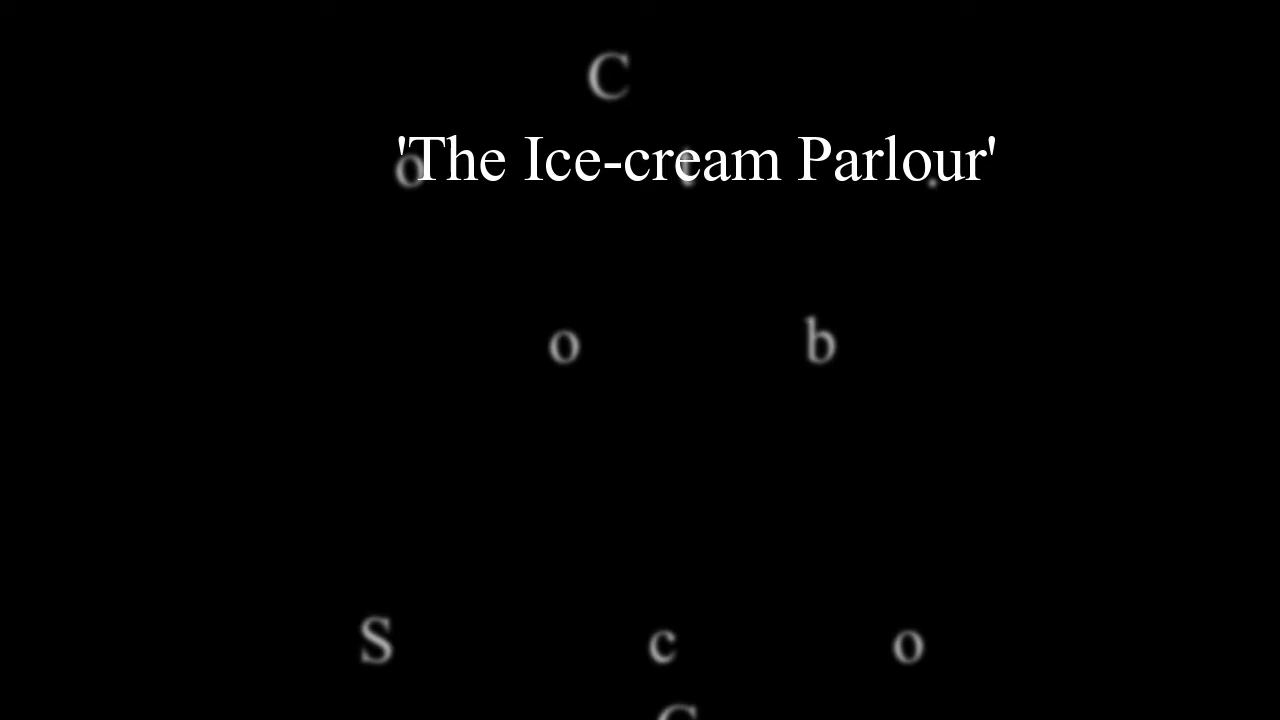 C
'The Ice-cream Parlour'
o t .
o b
S c o
C